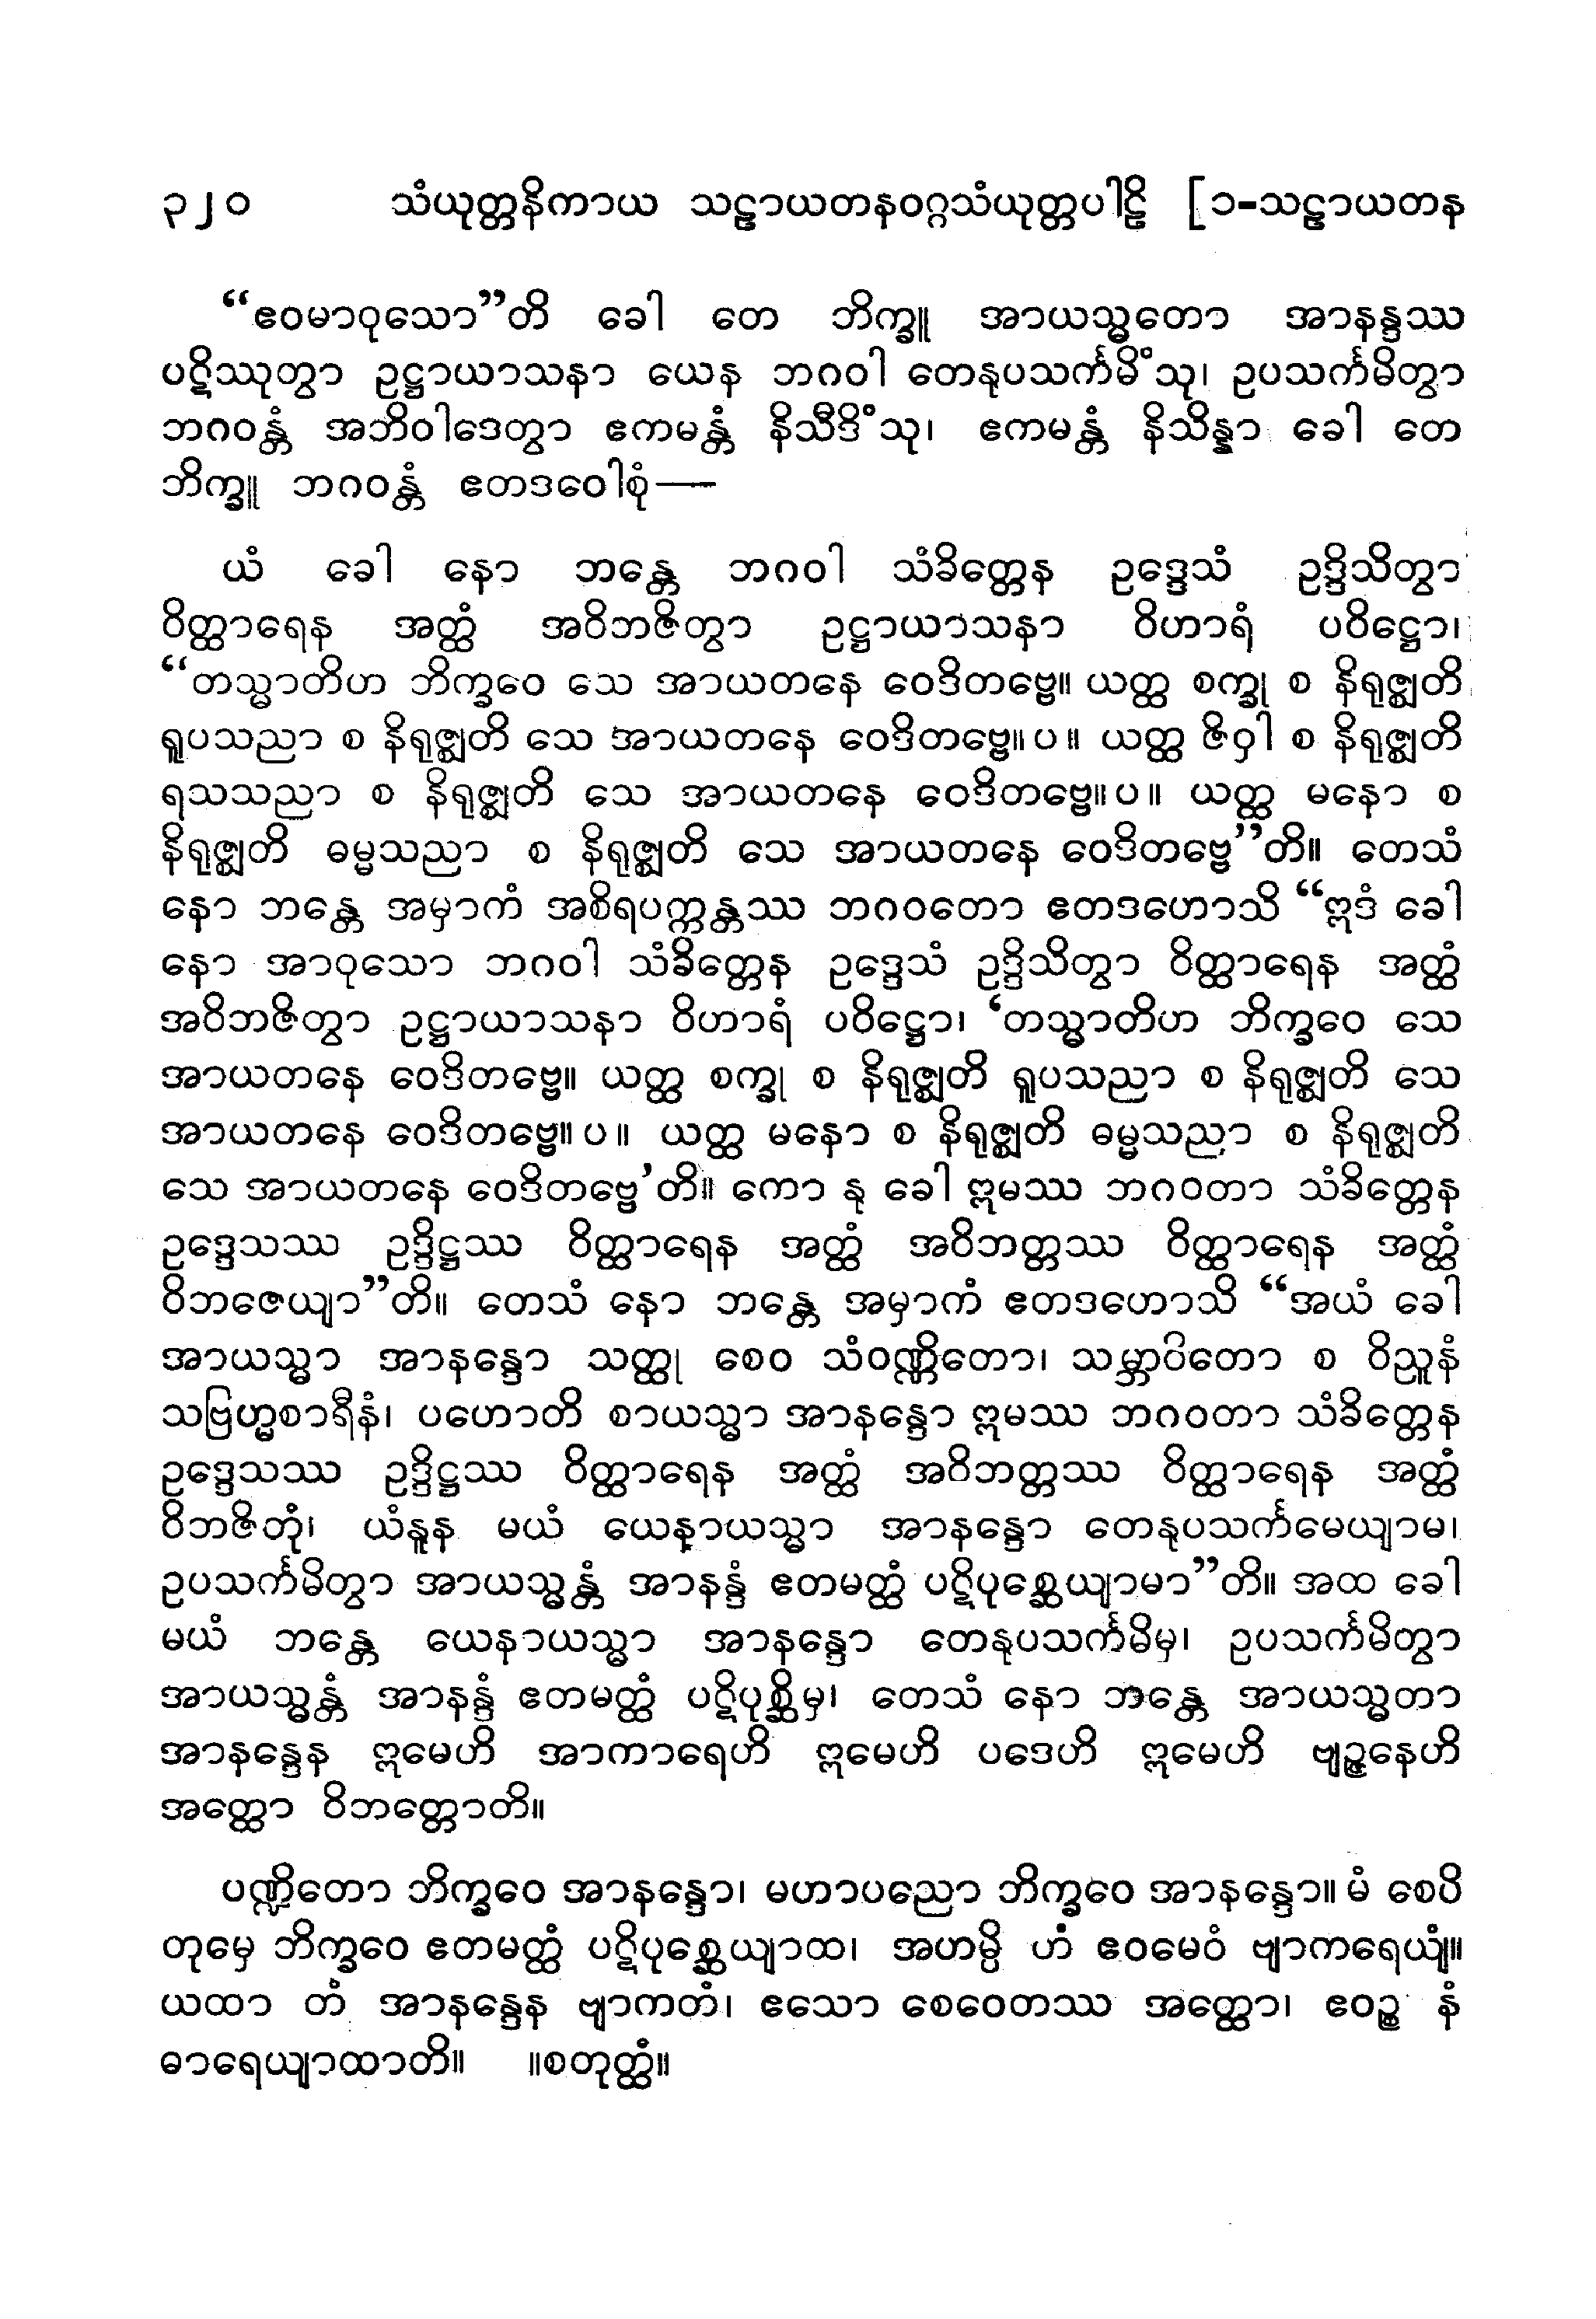 ၃၂၀ သံယုတ္တနိကာယ သဠာယတနဝဂ္ဂသံယုတ္တပါဠိ [၁-သဠာယတန
“ဧဝမာဝုသော”တိ ခေါ တေ ဘိက္ခူ အာယသ္မတော အာနန္ဒဿ
ပဋိဿုတွာ ဥဋ္ဌာယာသနာ ယေန ဘဂဝါ တေနုပသင်္ကမိံသု၊ ဥပသင်္ကမိတွာ
ဘဂဝန္တံ အဘိဝါဒေတွာ ဧကမန္တံ နိသီဒိံသု၊ ဧကမန္တံ နိသိန္နာ ခေါ တေ
ဘိက္ခူ ဘဂဝန္တံ ဧတဒဝေါစုံ—
ယံ ခေါ နော ဘန္တေ ဘဂဝါ သံခိတ္တေန ဥဒ္ဒေသံ ဥဒ္ဒိသိတွာ
ဝိတ္ထာရေန အတ္ထံ အဝိဘဇိတွာ ဥဋ္ဌာယာသနာ ဝိဟာရံ ပဝိဋ္ဌော၊
“တသ္မာတိဟ ဘိက္ခဝေ သေ အာယတနေ ဝေဒိတဗ္ဗေ။ ယတ္ထ စက္ခု စ နိရုဇ္ဈတိ
ရူပသညာ စ နိရုဇ္ဈတိ သေ အာယတနေ ဝေဒိတဗ္ဗေ။ပ။ ယတ္ထ ဇိဝှါ စ နိရုဇ္ဈတိ
ရသသညာ စ နိရုဇ္ဈတိ သေ အာယတနေ ဝေဒိတဗ္ဗေ။ပ။ ယတ္ထ မနော စ
နိရုဇ္ဈတိ ဓမ္မသညာ စ နိရုဇ္ဈတိ သေ အာယတနေ ဝေဒိတဗ္ဗေ”တိ။ တေသံ
နော ဘန္တေ အမှာကံ အစိရပက္ကန္တဿ ဘဂဝတော ဧတဒဟောသိ “ဣဒံ ခေါ
နော အာဝုသော ဘဂဝါ သံခိတ္တေန ဥဒ္ဒေသံ ဥဒ္ဒိသိတွာ ဝိတ္ထာရေန အတ္ထံ
အဝိဘဇိတွာ ဥဋ္ဌာယာသနာ ဝိဟာရံ ပဝိဋ္ဌော၊ ‘တသ္မာတိဟ ဘိက္ခဝေ သေ
အာယတနေ ဝေဒိတဗ္ဗေ။ ယတ္ထ စက္ခု စ နိရုဇ္ဈတိ ရူပသညာ စ နိရုဇ္ဈတိ သေ
အာယတနေ ဝေဒိတဗ္ဗေ။ပ။ ယတ္ထ မနော စ နိရုဇ္ဈတိ ဓမ္မသညာ စ နိရုဇ္ဈတိ
သေ အာယတနေ ဝေဒိတဗ္ဗေ’တိ။ ကော နု ခေါ ဣမဿ ဘဂဝတာ သံခိတ္တေန
ဥဒ္ဒေသဿ ဥဒ္ဒိဋ္ဌဿ ဝိတ္ထာရေန အတ္ထံ အဝိဘတ္တဿ ဝိတ္ထာရေန အတ္ထံ
ဝိဘဇေယျာ”တိ။ တေသံ နော ဘန္တေ အမှာကံ ဧတဒဟောသိ “အယံ ခေါ
အာယသ္မာ အာနန္ဒော သတ္ထု စေဝ သံဝဏ္ဏိတော၊ သမ္ဘာဝိတော စ ဝိညူနံ
သဗြဟ္မစာရီနံ၊ ပဟောတိ စာယသ္မာ အာနန္ဒော ဣမဿ ဘဂဝတာ သံခိတ္တေန
ဥဒ္ဒေသဿ ဥဒ္ဒိဋ္ဌဿ ဝိတ္ထာရေန အတ္ထံ အဝိဘတ္တဿ ဝိတ္ထာရေန အတ္ထံ
ဝိဘဇိတုံ၊ ယံနူန မယံ ယေနာယသ္မာ အာနန္ဒော တေနုပသင်္ကမေယျာမ၊
ဥပသင်္ကမိတွာ အာယသ္မန္တံ အာနန္ဒံ ဧတမတ္ထံ ပဋိပုစ္ဆေယျာမာ”တိ။ အထ ခေါ
မယံ ဘန္တေ ယေနာယသ္မာ အာနန္ဒော တေနုပသင်္ကမိမှ၊ ဥပသင်္ကမိတွာ
အာယသ္မန္တံ အာနန္ဒံ ဧတမတ္ထံ ပဋိပုစ္ဆိမှ၊ တေသံ နော ဘန္တေ အာယသ္မတာ
အာနန္ဒေန ဣမေဟိ အာကာရေဟိ ဣမေဟိ ပဒေဟိ ဣမေဟိ ဗျဉ္ဇနေဟိ
အတ္ထော ဝိဘတ္တောတိ။
ပဏ္ဍိတော ဘိက္ခဝေ အာနန္ဒော၊ မဟာပညော ဘိက္ခဝေ အာနန္ဒော။ မံ စေပိ
တုမှေ ဘိက္ခဝေ ဧတမတ္ထံ ပဋိပုစ္ဆေယျာထ၊ အဟမ္ပိ ဟံ ဧဝမေဝံ ဗျာကရေယျံ။
ယထာ တံ အာနန္ဒေန ဗျာကတံ၊ ဧသော စေဝေတဿ အတ္ထော၊ ဧဝဉ္စ နံ
ဓာရေယျာထာတိ။ ။စတုတ္ထံ။